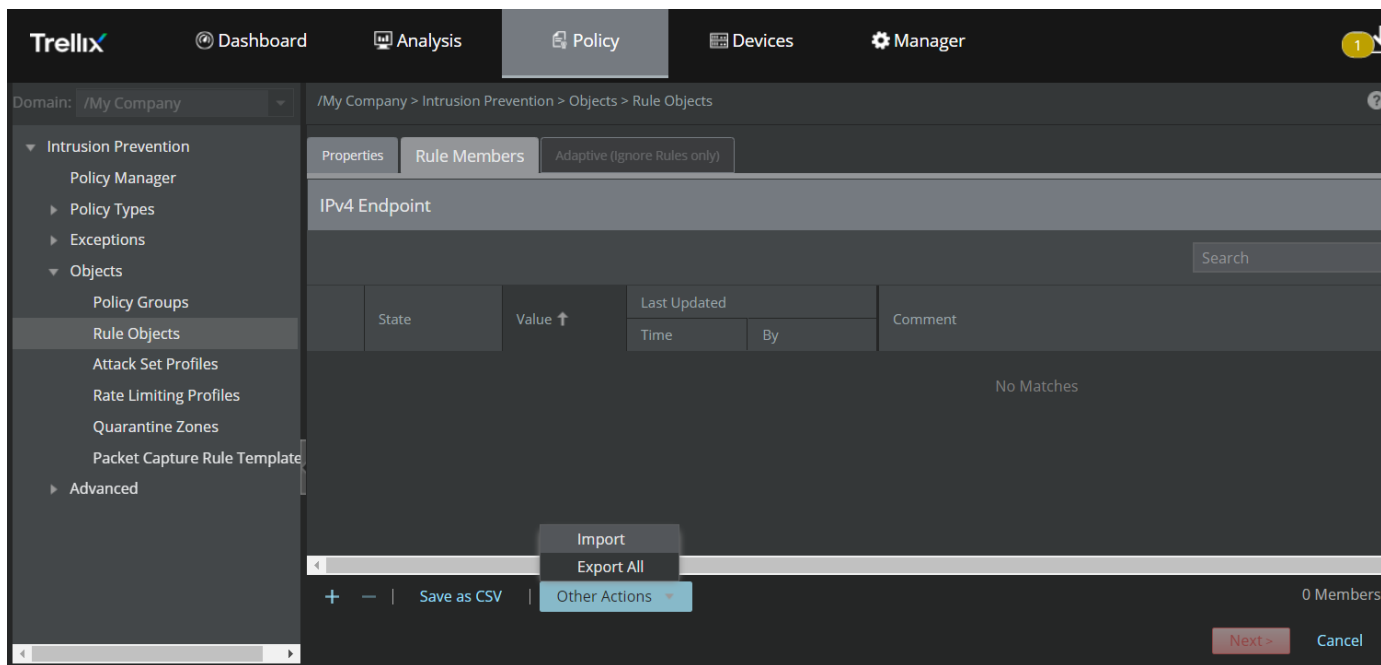 Trellix
Dashboard
Analysis
Policy
Devices
Manager
1
Domain: /My Company
/My Company > Intrusion Prevention > Objects > Rule Objects
?
Intrusion Prevention
Policy Manager
Policy Types
Exceptions
Objects
Policy Groups
Rule Objects
Attack Set Profiles
Rate Limiting Profiles
Quarantine Zones
Packet Capture Rule Template
Advanced
Properties
Rule Members
Adaptive (Ignore Rules only)
IPv4 Endpoint
Search
State
Value
Last Updated
Time
By
Comment
No Matches
Import
Export All
+ − | Save as CSV | Other Actions
0 Members
Next >
Cancel